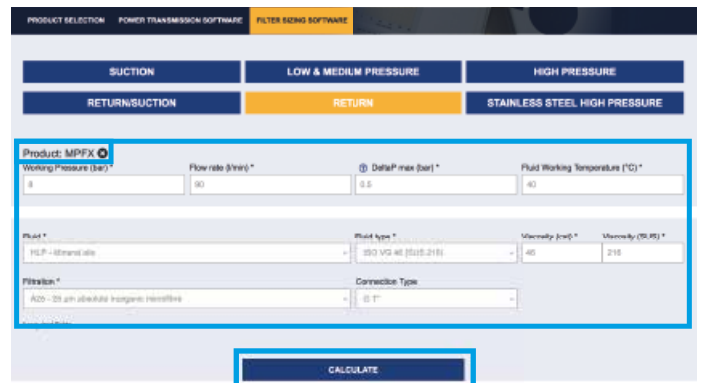 PRODUCT SELECTION POWER TRANSMISSION SOFTWARE FILTER SIZING SOFTWARE
SUCTION LOW & MEDIUM PRESSURE HIGH PRESSURE
RETURN/SUCTION RETURN STAINLESS STEEL HIGH PRESSURE
Product: MPFX
Working Pressure (bar) * Flow rate (l/min) * DeltaP max (bar) * Fluid Working Temperature (°C) *
8 90 0.5 40
Fluid * Fluid type * Viscosity (cst) * Viscosity (SUS) *
HLP - Mineral oils ISO VG 46 [SUS 216] 46 216
Filtration * Connection Type
A25 - 25 µm absolute inorganic microfibre G 1"
CALCULATE